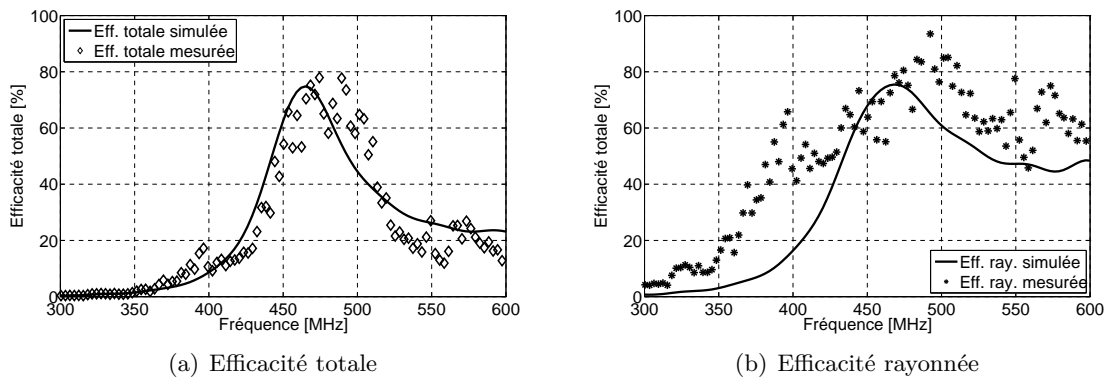 Eff. totale simulée
Eff. totale mesurée
100
80
60
40
20
0
300
350
400
450
500
550
600
Fréquence [MHz]
Efficacité totale [%]
(a) Efficacité totale
100
80
60
40
20
0
300
350
400
450
500
550
600
Fréquence [MHz]
Efficacité totale [%]
Eff. ray. simulée
Eff. ray. mesurée
(b) Efficacité rayonnée